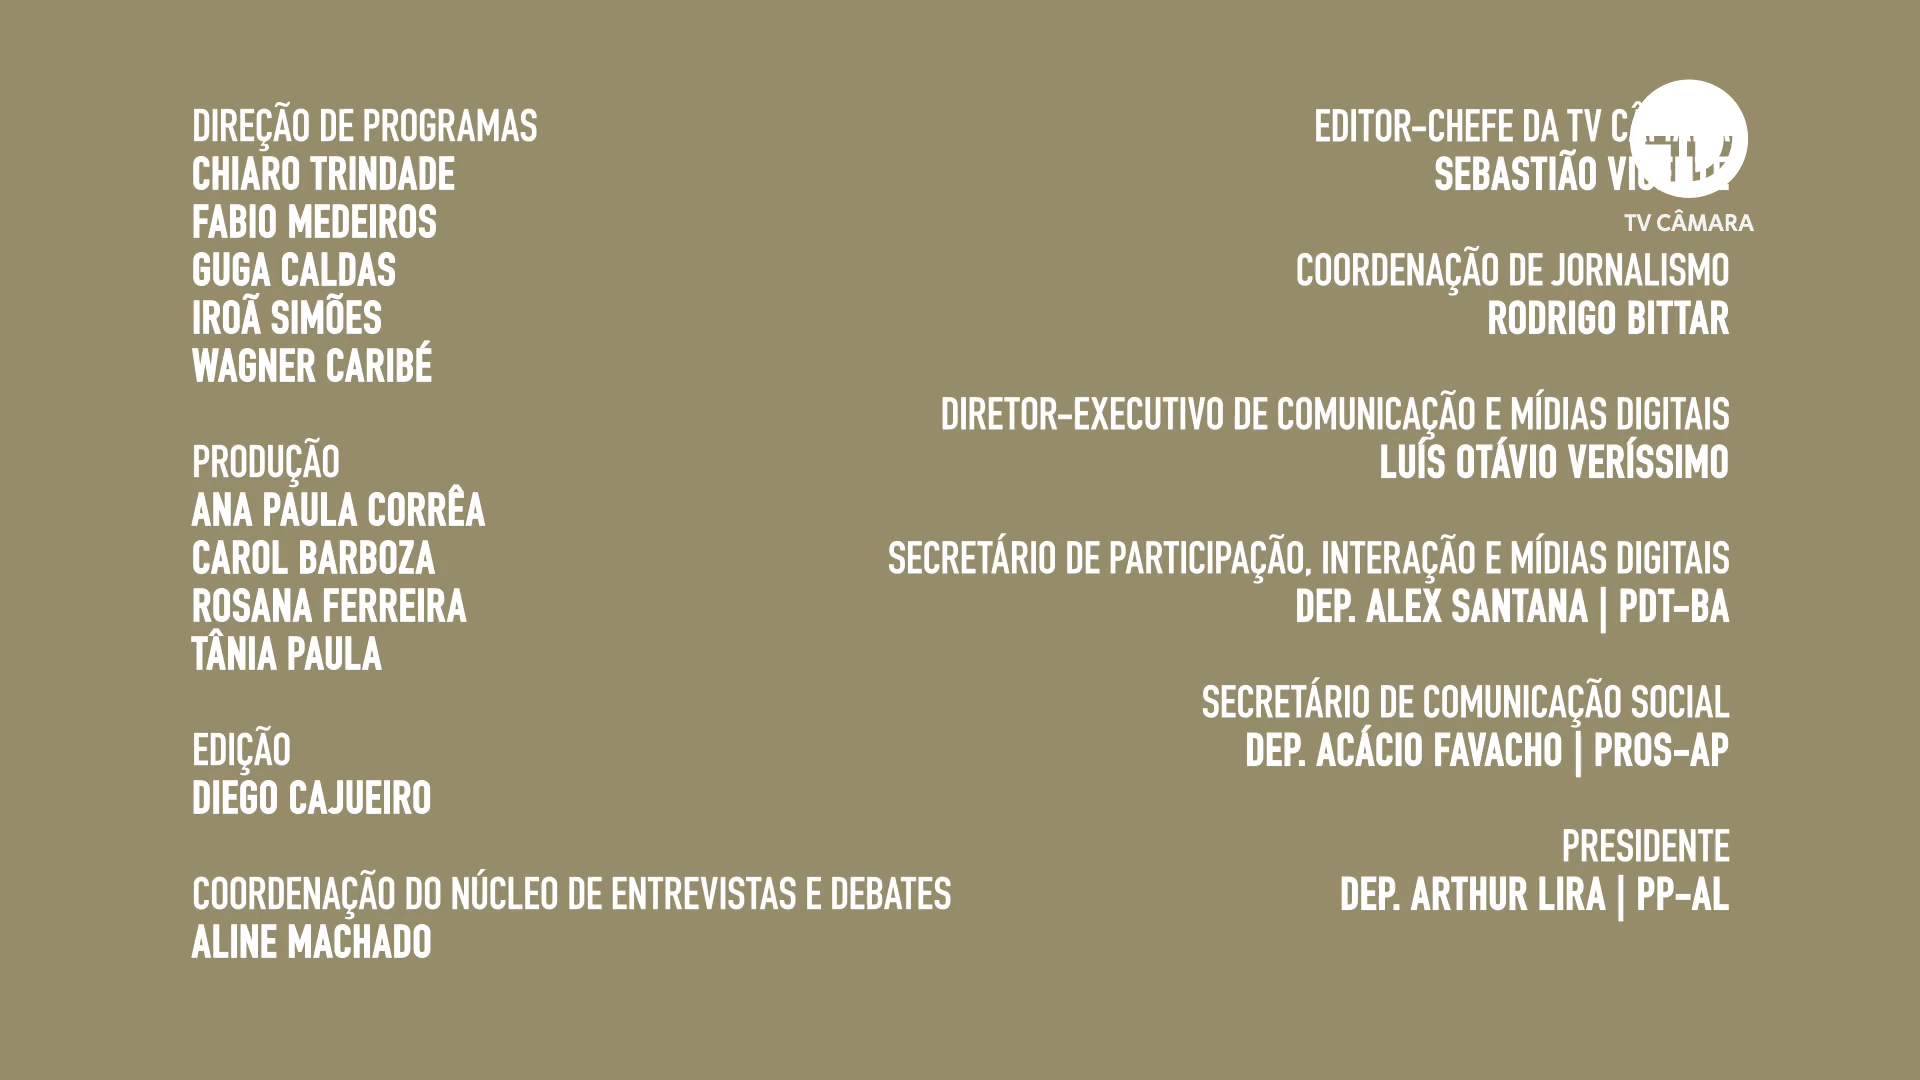 DIREÇÃO DE PROGRAMAS
CHIARO TRINDADE
FABIO MEDEIROS
GUGA CALDAS
IROÃ SIMÕES
WAGNER CARIBÉ
PRODUÇÃO
ANA PAULA CORRÊA
CAROL BARBOZA
ROSANA FERREIRA
TÂNIA PAULA
EDIÇÃO
DIEGO CAJUEIRO
COORDENAÇÃO DO NÚCLEO DE ENTREVISTAS E DEBATES
ALINE MACHADO
EDITOR-CHEFE DA TV CÂMARA
SEBASTIÃO VICENTE
TV CÂMARA
COORDENAÇÃO DE JORNALISMO
RODRIGO BITTAR
DIRETOR-EXECUTIVO DE COMUNICAÇÃO E MÍDIAS DIGITAIS
LUÍS OTÁVIO VERÍSSIMO
SECRETÁRIO DE PARTICIPAÇÃO, INTERAÇÃO E MÍDIAS DIGITAIS
DEP. ALEX SANTANA | PDT-BA
SECRETÁRIO DE COMUNICAÇÃO SOCIAL
DEP. ACÁCIO FAVACHO | PROS-AP
PRESIDENTE
DEP. ARTHUR LIRA | PP-AL